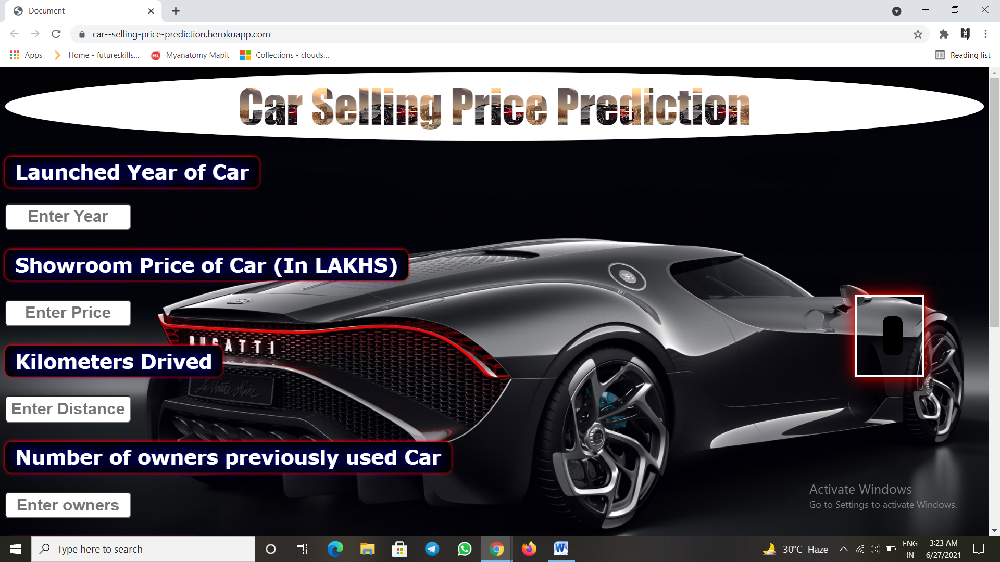 Document
car--selling-price-prediction.herokuapp.com
Apps
Home - futureskills...
Myanatomy Mapit
Collections - clouds...
Reading list
Car Selling Price Prediction
Launched Year of Car
Enter Year
Showroom Price of Car (In LAKHS)
Enter Price
BUGATTI
Kilometers Drived
La Voiture Noire
Enter Distance
Number of owners previously used Car
Enter owners
Activate Windows
Go to Settings to activate Windows.
Type here to search
30°C Haze
ENG
IN
3:23 AM
6/27/2021